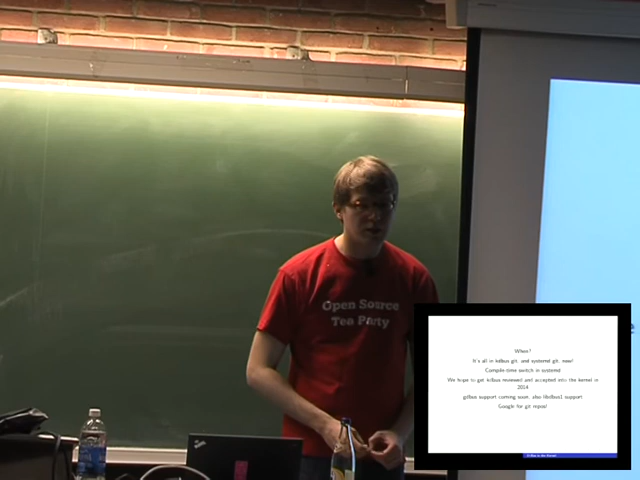 Open Source
Tea Party
When?
It's all in kdbus git, and systemd git, now!
Compile-time switch in systemd
We hope to get kdbus reviewed and accepted into the kernel in
2014
gdbus support coming soon, also libdbus1 support
Google for git repos!